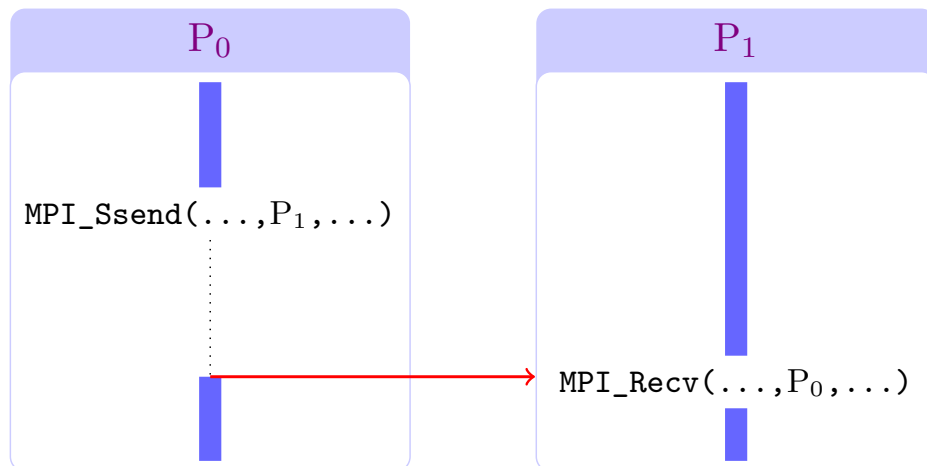 P₀
P₁
MPI_Ssend(...,P₁,...)
MPI_Recv(...,P₀,...)